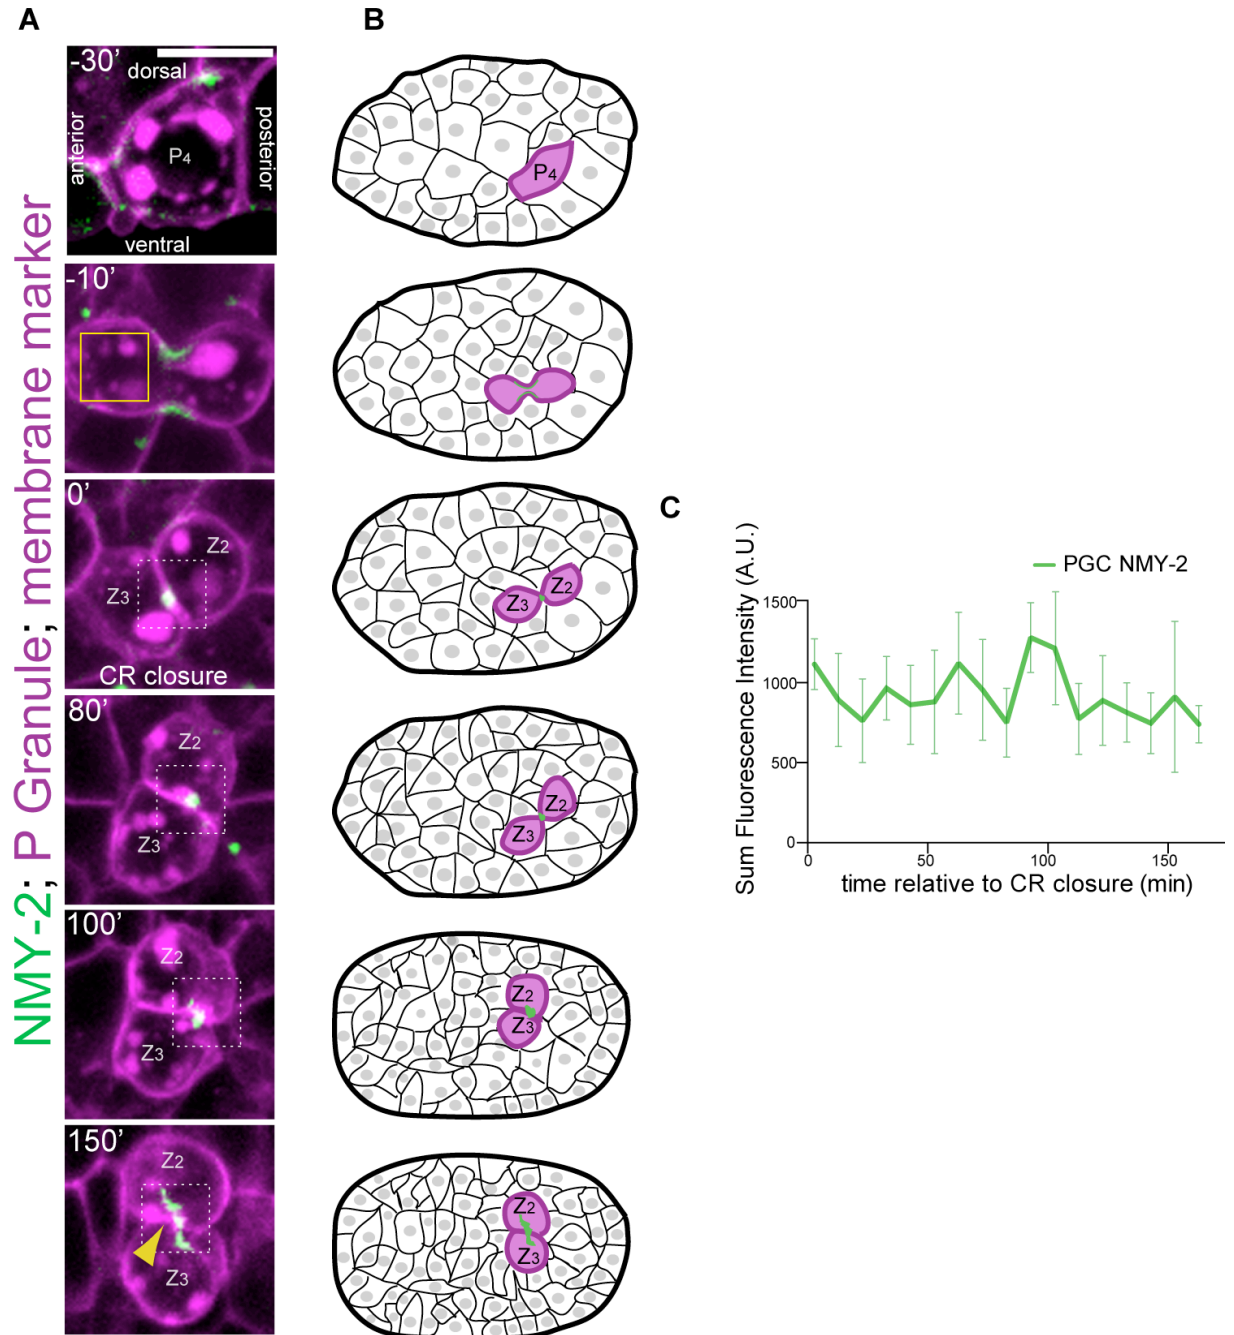 A
B
NMY-2; P Granule; membrane marker
-30’
dorsal
anterior
posterior
P4
ventral
P4
-10’
0’
Z2
Z3
CR closure
Z2
Z3
80’
Z2
Z3
Z2
Z3
100’
Z2
Z3
Z2
Z3
150’
Z2
Z3
Z2
Z3
C
Sum Fluorescence Intensity (A.U.)
PGC NMY-2
1500
1000
500
0
0
50
100
150
time relative to CR closure (min)